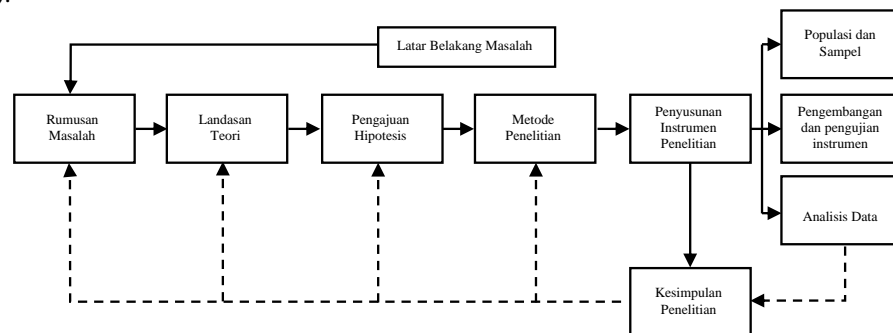 Latar Belakang Masalah
Populasi dan
Sampel
Rumusan
Masalah
Landasan
Teori
Pengajuan
Hipotesis
Metode
Penelitian
Penyusunan
Instrumen
Penelitian
Pengembangan
dan pengujian
instrumen
Analisis Data
Kesimpulan
Penelitian